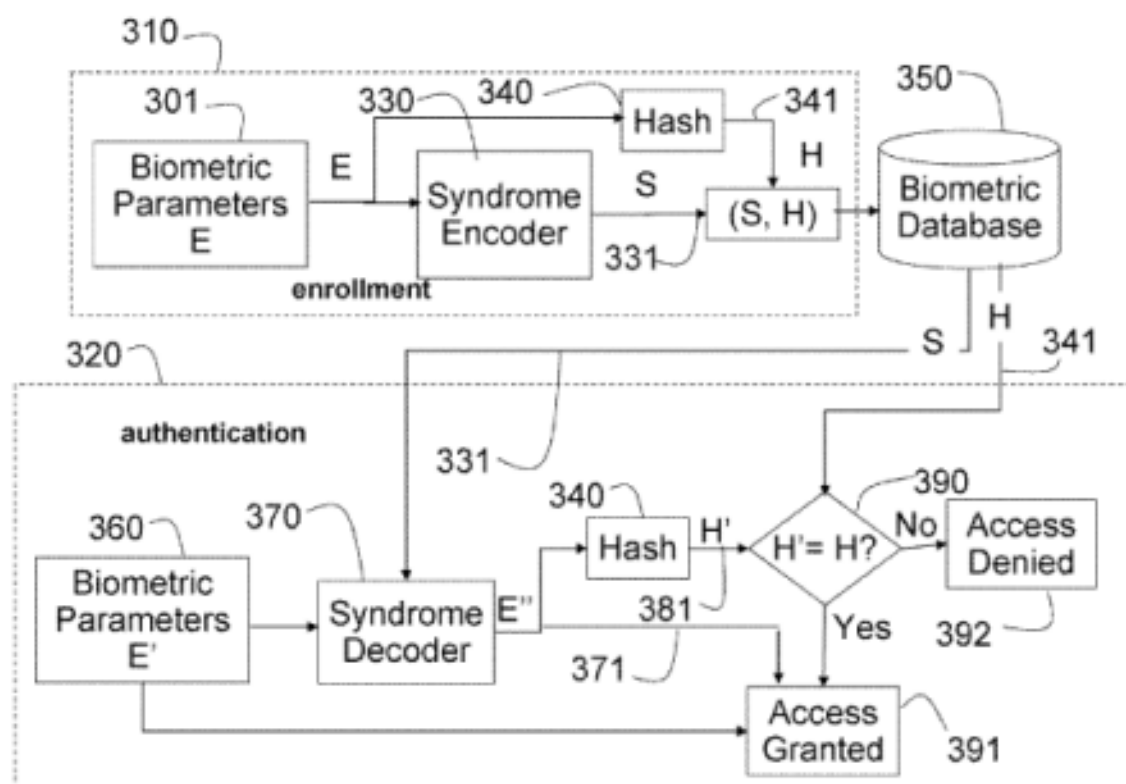 310
301
330
340
341
350
Biometric
Parameters
E
E
Hash
H
Syndrome
Encoder
S
331
(S, H)
Biometric
Database
enrollment
S
H
341
320
authentication
331
360
370
340
390
Biometric
Parameters
E'
Syndrome
Decoder
E''
Hash
H'
381
371
H'= H?
No
Access
Denied
392
Yes
Access
Granted
391